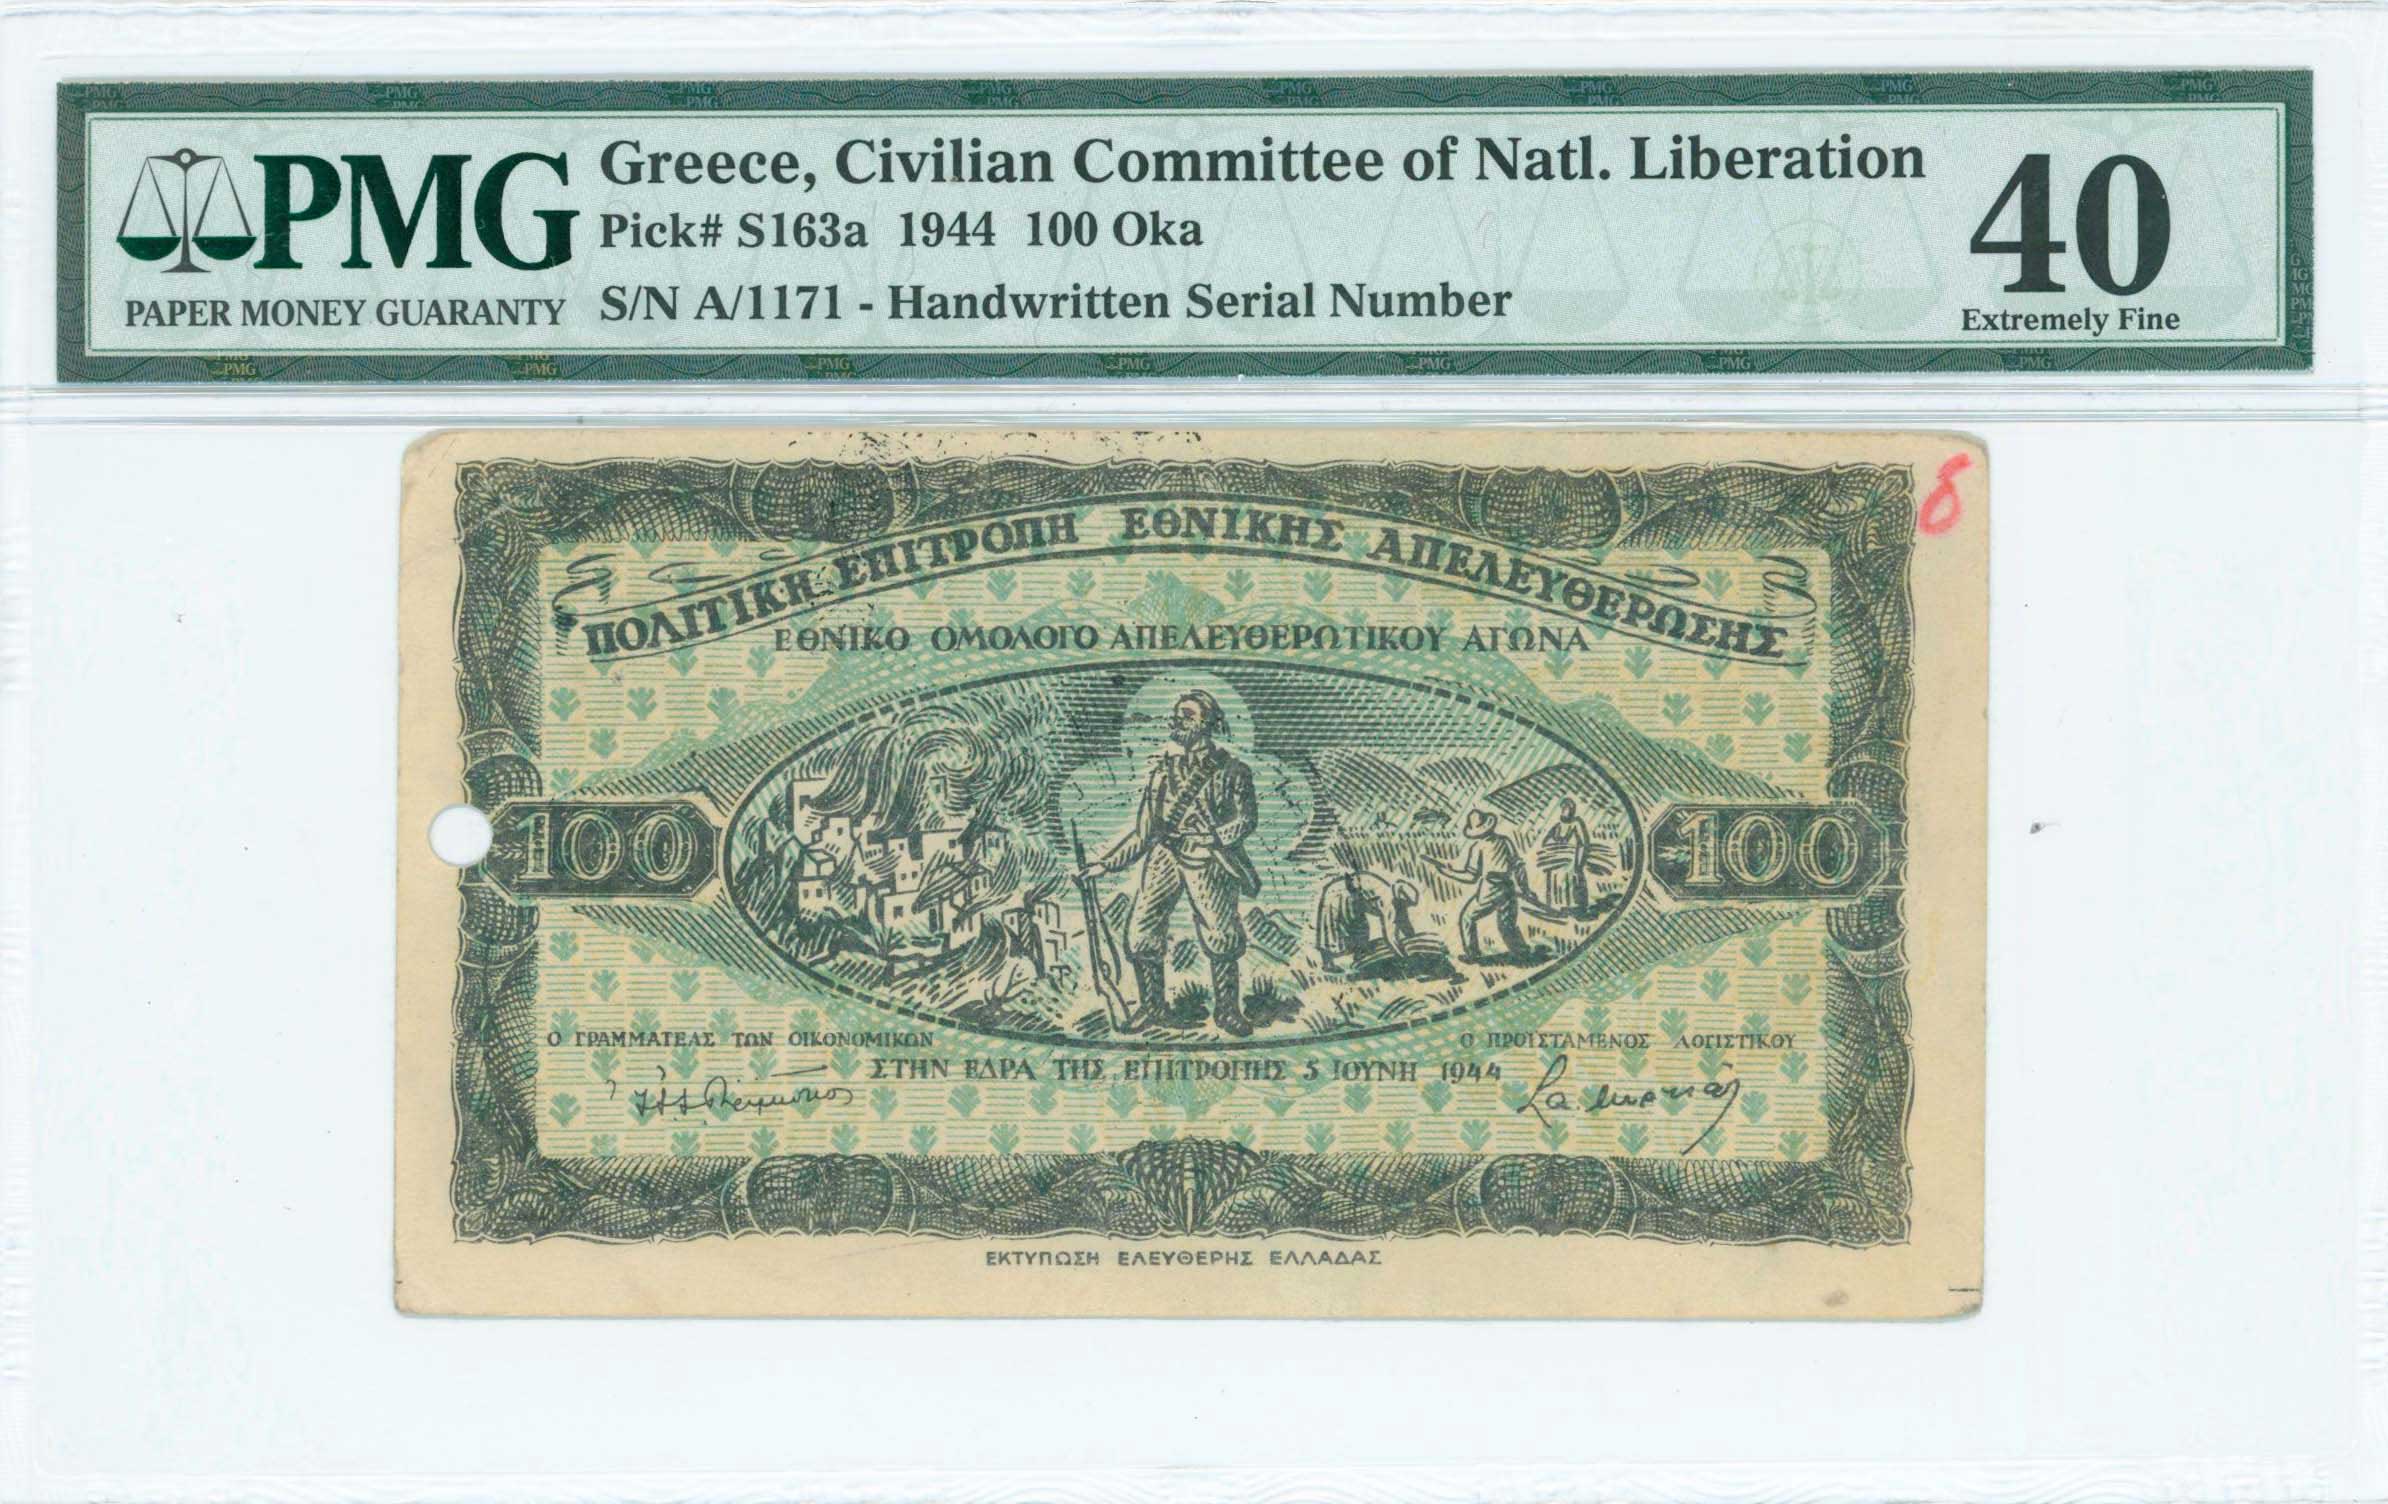 PMG
PAPER MONEY GUARANTY
Greece, Civilian Committee of Natl. Liberation
Pick# S163a 1944 100 Oka
S/N A/1171 - Handwritten Serial Number
40
Extremely Fine
δ
ΠΟΛΙΤΙΚΗ ΕΠΙΤΡΟΠΗ ΕΘΝΙΚΗΣ ΑΠΕΛΕΥΘΕΡΩΣΗΣ
ΕΘΝΙΚΟ ΟΜΟΛΟΓΟ ΑΠΕΛΕΥΘΕΡΩΤΙΚΟΥ ΑΓΩΝΑ
100
100
Ο ΓΡΑΜΜΑΤΕΑΣ ΤΩΝ ΟΙΚΟΝΟΜΙΚΩΝ
Ο ΠΡΟΪΣΤΑΜΕΝΟΣ ΛΟΓΙΣΤΙΚΟΥ
ΣΤΗΝ ΕΔΡΑ ΤΗΣ ΕΠΙΤΡΟΠΗΣ 5 ΙΟΥΝΗ 1944
ΕΚΤΥΠΩΣΗ ΕΛΕΥΘΕΡΗΣ ΕΛΛΑΔΑΣ